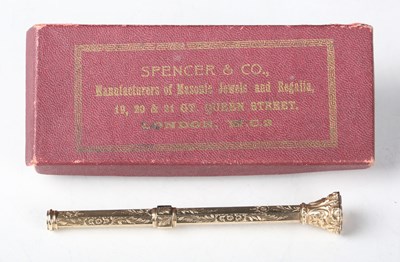 SPENCER & CO.,
Manufacturers of Masonic Jewels and Regalia,
19, 20 & 21 GT. QUEEN STREET,
LONDON, W.C.2